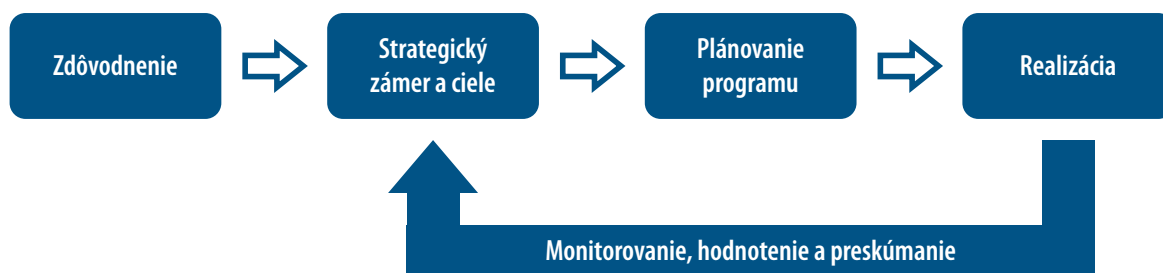 Zdôvodnenie
Strategický
zámer a ciele
Plánovanie
programu
Realizácia
Monitorovanie, hodnotenie a preskúmanie